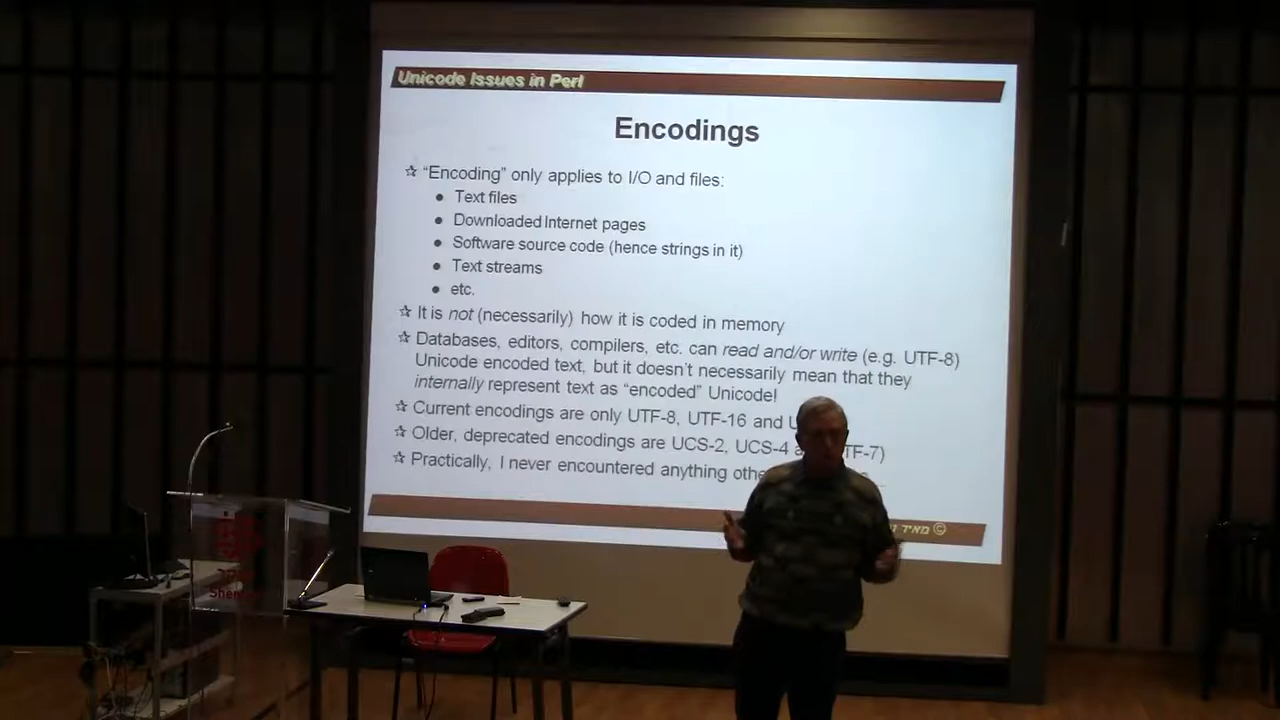 Unicode Issues in Perl
Encodings
“Encoding” only applies to I/O and files:
Text files
Downloaded Internet pages
Software source code (hence strings in it)
Text streams
etc.
It is not (necessarily) how it is coded in memory
Databases, editors, compilers, etc. can read and/or write (e.g. UTF-8)
Unicode encoded text, but it doesn't necessarily mean that they
internally represent text as “encoded” Unicode!
Current encodings are only UTF-8, UTF-16 and
Older, deprecated encodings are UCS-2, UCS-4
Practically, I never encountered anything
© מאיר